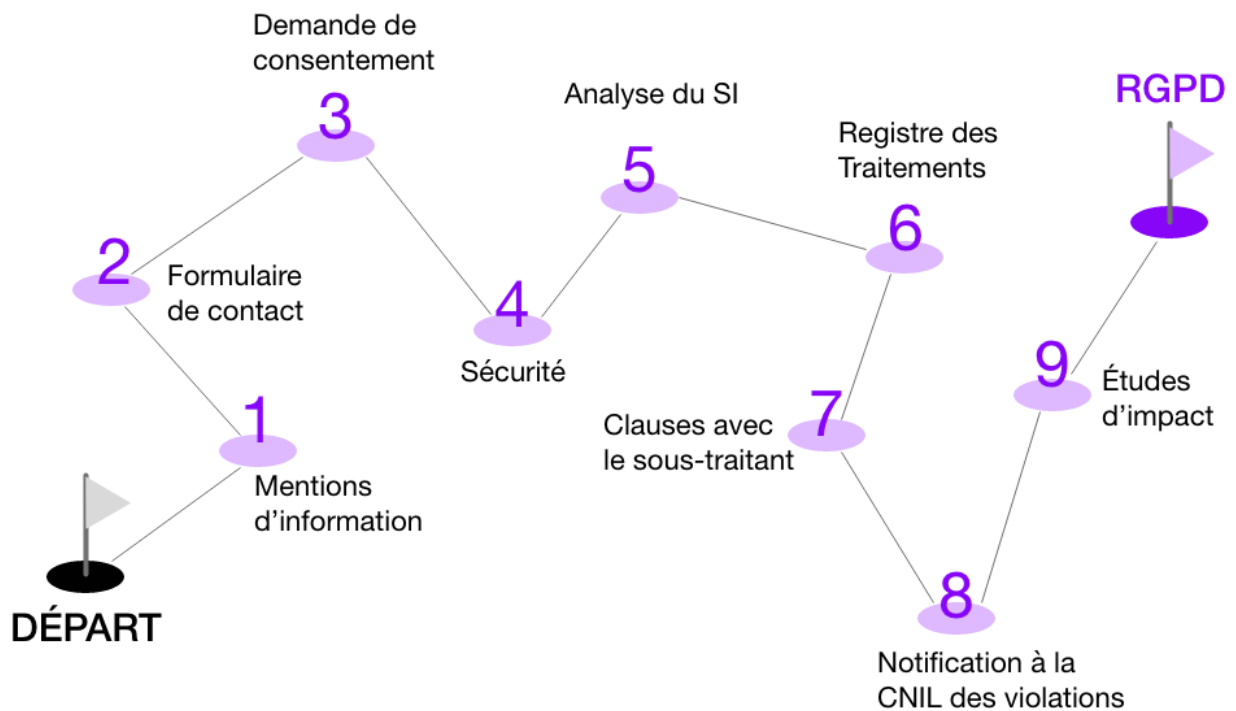 DÉPART
1
Mentions
d’information
2
Formulaire
de contact
3
Demande de
consentement
4
Sécurité
5
Analyse du SI
6
Registre des
Traitements
7
Clauses avec
le sous-traitant
8
Notification à la
CNIL des violations
9
Études
d’impact
RGPD